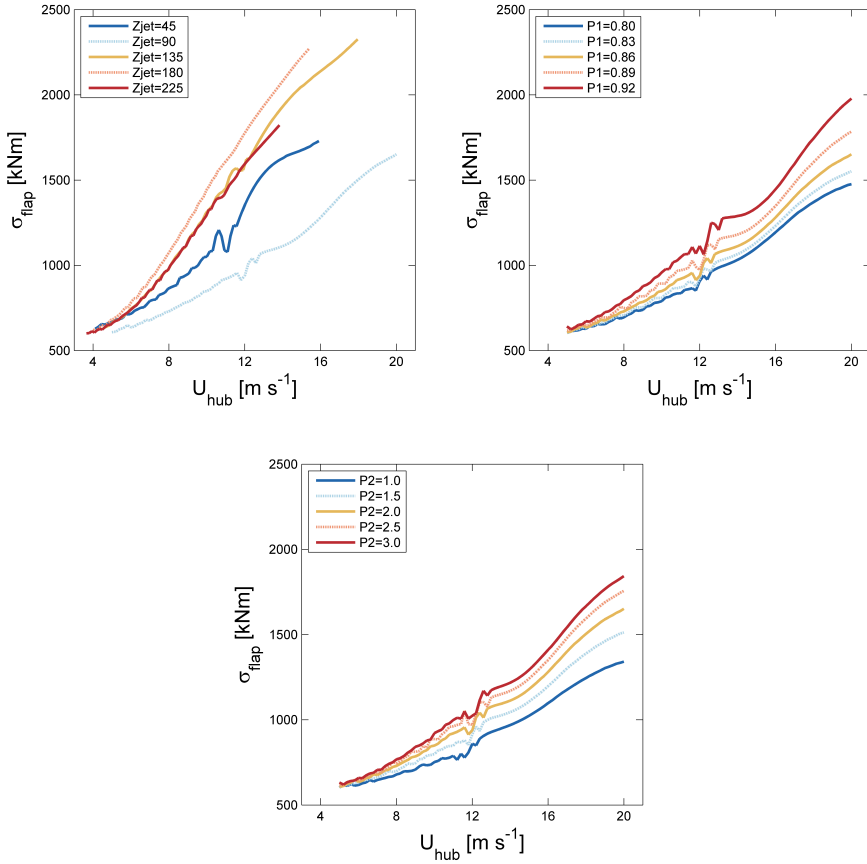 2500
2000
1500
1000
500
σflap [kNm]
Zjet=45
Zjet=90
Zjet=135
Zjet=180
Zjet=225
4 8 12 16 20
Uhub [m s-1]
2500
2000
1500
1000
500
σflap [kNm]
P1=0.80
P1=0.83
P1=0.86
P1=0.89
P1=0.92
4 8 12 16 20
Uhub [m s-1]
2500
2000
1500
1000
500
σflap [kNm]
P2=1.0
P2=1.5
P2=2.0
P2=2.5
P2=3.0
4 8 12 16 20
Uhub [m s-1]